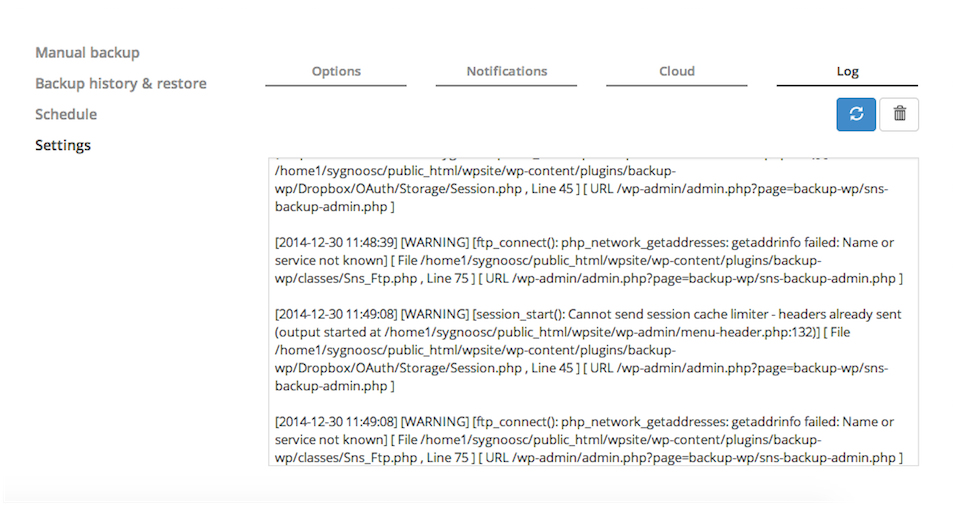 Manual backup
Backup history & restore
Schedule
Settings
Options
Notifications
Cloud
Log
/home1/sygnoosc/public_html/wpsite/wp-content/plugins/backup-
wp/Dropbox/OAuth/Storage/Session.php , Line 45 ] [ URL /wp-admin/admin.php?page=backup-wp/sns-
backup-admin.php ]
[2014-12-30 11:48:39] [WARNING] [ftp_connect(): php_network_getaddresses: getaddrinfo failed: Name or
service not known] [ File /home1/sygnoosc/public_html/wpsite/wp-content/plugins/backup-
wp/classes/Sns_Ftp.php , Line 75 ] [ URL /wp-admin/admin.php?page=backup-wp/sns-backup-admin.php ]
[2014-12-30 11:49:08] [WARNING] [session_start(): Cannot send session cache limiter - headers already sent
(output started at /home1/sygnoosc/public_html/wpsite/wp-admin/menu-header.php:132)] [ File
/home1/sygnoosc/public_html/wpsite/wp-content/plugins/backup-
wp/Dropbox/OAuth/Storage/Session.php , Line 45 ] [ URL /wp-admin/admin.php?page=backup-wp/sns-
backup-admin.php ]
[2014-12-30 11:49:08] [WARNING] [ftp_connect(): php_network_getaddresses: getaddrinfo failed: Name or
service not known] [ File /home1/sygnoosc/public_html/wpsite/wp-content/plugins/backup-
wp/classes/Sns_Ftp.php , Line 75 ] [ URL /wp-admin/admin.php?page=backup-wp/sns-backup-admin.php ]